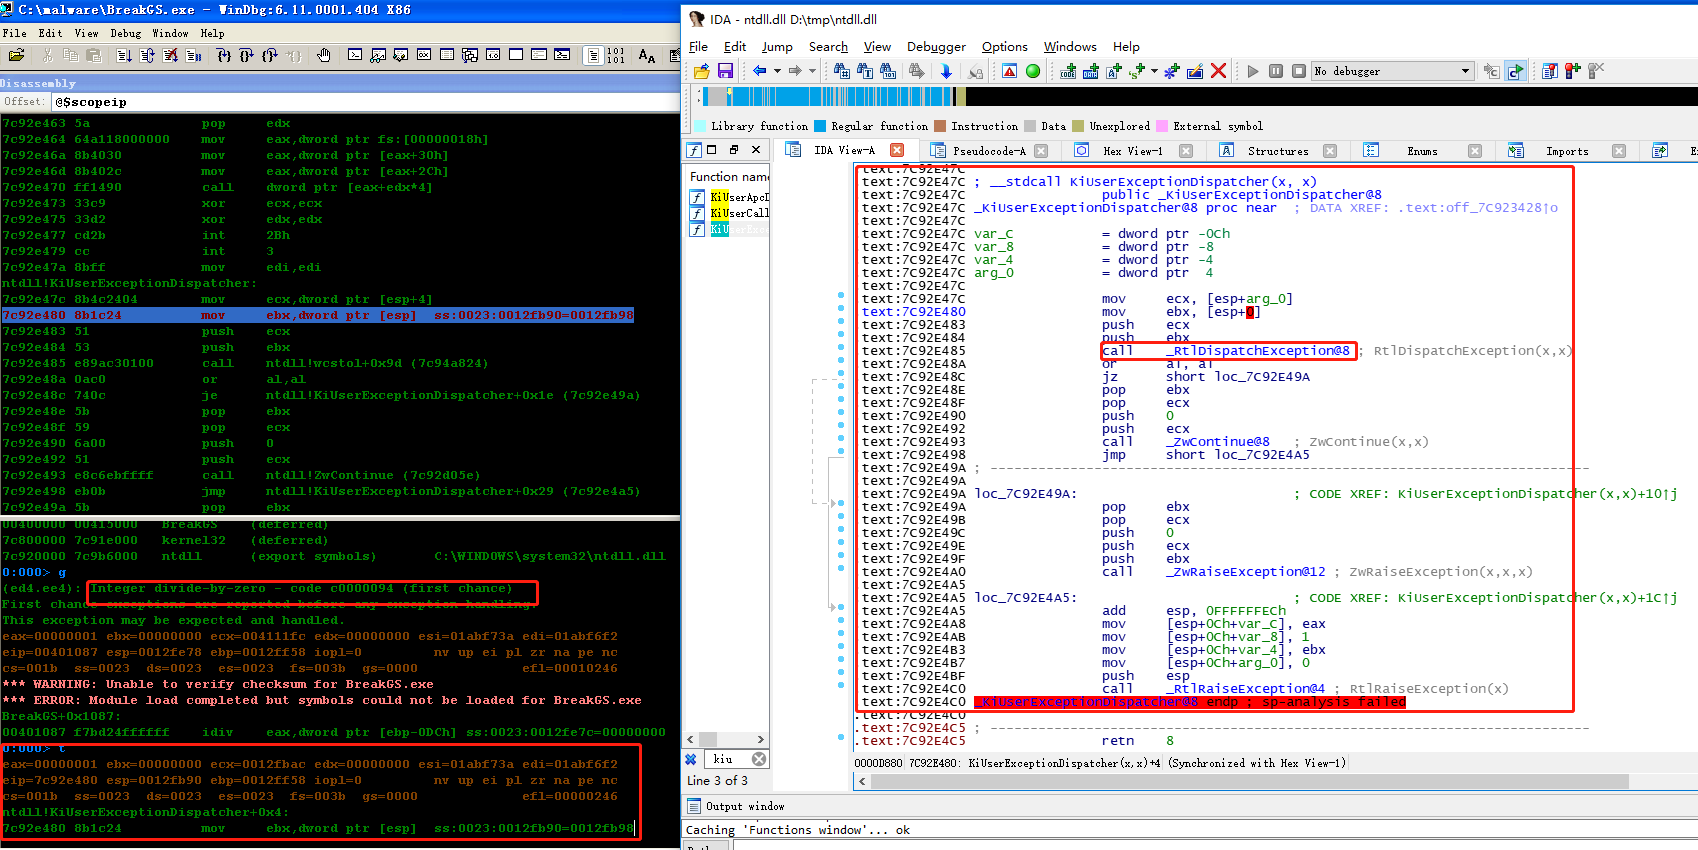 C:\malware/BreakGS.exe - WinDbg:6.11.0001.404 X86
File Edit View Debug Window Help
Disassembly
Offset: @$scopeip
7c92e463 5a pop edx
7c92e464 64a118000000 mov eax,dword ptr fs:[00000018h]
7c92e46a 8b4030 mov eax,dword ptr [eax+30h]
7c92e46d 8b402c mov eax,dword ptr [eax+2Ch]
7c92e470 ff1490 call dword ptr [eax+edx*4]
7c92e473 33c9 xor ecx,ecx
7c92e475 33d2 xor edx,edx
7c92e477 cd2b int 2Bh
7c92e479 cc int 3
7c92e47a 8bff mov edi,edi
ntdll!KiUserExceptionDispatcher:
7c92e47c 8b4c2404 mov ecx,dword ptr [esp+4]
7c92e480 8b1c24 mov ebx,dword ptr [esp] ss:0023:0012fb90=0012fb98
7c92e483 51 push ecx
7c92e484 53 push ebx
7c92e485 e89ac30100 call ntdll!wcstol+0x9d (7c94a824)
7c92e48a 0ac0 or al,al
7c92e48c 740c je ntdll!KiUserExceptionDispatcher+0x1e (7c92e49a)
7c92e48e 5b pop ebx
7c92e48f 59 pop ecx
7c92e490 6a00 push 0
7c92e492 51 push ecx
7c92e493 e8c6ebffff call ntdll!ZwContinue (7c92d05e)
7c92e498 eb0b jmp ntdll!KiUserExceptionDispatcher+0x29 (7c92e4a5)
7c92e49a 5b pop ebx
00400000 00415000 BreakGS (deferred)
7c800000 7c91e000 kernel32 (deferred)
7c920000 7c9b6000 ntdll (export symbols) C:\WINDOWS\system32\ntdll.dll
0:000> g
(ed4.ee4): Integer divide-by-zero - code c0000094 (first chance)
First chance exceptions are reported before any exception handling.
This exception may be expected and handled.
eax=00000001 ebx=00000000 ecx=004111fc edx=00000000 esi=01abf73a edi=01abf6f2
eip=00401087 esp=0012fe78 ebp=0012ff58 iopl=0 nv up ei pl zr na pe nc
cs=001b ss=0023 ds=0023 es=0023 fs=003b gs=0000 efl=00010246
*** WARNING: Unable to verify checksum for BreakGS.exe
*** ERROR: Module load completed but symbols could not be loaded for BreakGS.exe
BreakGS+0x1087:
00401087 f7bd24ffffff idiv eax,dword ptr [ebp-0DCh] ss:0023:0012fe7c=00000000
0:000> t
eax=00000001 ebx=00000000 ecx=0012fbac edx=00000000 esi=01abf73a edi=01abf6f2
eip=7c92e480 esp=0012fb90 ebp=0012ff58 iopl=0 nv up ei pl zr na pe nc
cs=001b ss=0023 ds=0023 es=0023 fs=003b gs=0000 efl=00000246
ntdll!KiUserExceptionDispatcher+0x4:
7c92e480 8b1c24 mov ebx,dword ptr [esp] ss:0023:0012fb90=0012fb98
IDA - ntdll.dll D:\tmp\ntdll.dll
File Edit Jump Search View Debugger Options Windows Help
No debugger
Library function Regular function Instruction Data Unexplored External symbol
IDA View-A Pseudocode-A Hex View-1 Structures Enums Imports
Function name
KiUserApcD
KiUserCall
KiUserExce
kiu
Line 3 of 3
text:7C92E47C
text:7C92E47C ; __stdcall KiUserExceptionDispatcher(x, x)
text:7C92E47C public _KiUserExceptionDispatcher@8
text:7C92E47C _KiUserExceptionDispatcher@8 proc near ; DATA XREF: .text:off_7C923428↑o
text:7C92E47C
text:7C92E47C var_C = dword ptr -0Ch
text:7C92E47C var_8 = dword ptr -8
text:7C92E47C var_4 = dword ptr -4
text:7C92E47C arg_0 = dword ptr 4
text:7C92E47C
text:7C92E47C mov ecx, [esp+arg_0]
text:7C92E480 mov ebx, [esp+0]
text:7C92E483 push ecx
text:7C92E484 push ebx
text:7C92E485 call _RtlDispatchException@8 ; RtlDispatchException(x,x)
text:7C92E48A or al, al
text:7C92E48C jz short loc_7C92E49A
text:7C92E48E pop ebx
text:7C92E48F pop ecx
text:7C92E490 push 0
text:7C92E492 push ecx
text:7C92E493 call _ZwContinue@8 ; ZwContinue(x,x)
text:7C92E498 jmp short loc_7C92E4A5
text:7C92E49A ; ---------------------------------------------------------------------------
text:7C92E49A
text:7C92E49A loc_7C92E49A: ; CODE XREF: KiUserExceptionDispatcher(x,x)+10↑j
text:7C92E49A pop ebx
text:7C92E49B pop ecx
text:7C92E49C push 0
text:7C92E49E push ecx
text:7C92E49F push ebx
text:7C92E4A0 call _ZwRaiseException@12 ; ZwRaiseException(x,x,x)
text:7C92E4A5
text:7C92E4A5 loc_7C92E4A5: ; CODE XREF: KiUserExceptionDispatcher(x,x)+1C↑j
text:7C92E4A5 add esp, 0FFFFFFECh
text:7C92E4A8 mov [esp+0Ch+var_C], eax
text:7C92E4AB mov [esp+0Ch+var_8], 1
text:7C92E4B3 mov [esp+0Ch+var_4], ebx
text:7C92E4B7 mov [esp+0Ch+arg_0], 0
text:7C92E4BF push esp
text:7C92E4C0 call _RtlRaiseException@4 ; RtlRaiseException(x)
text:7C92E4C0 _KiUserExceptionDispatcher@8 endp ; sp-analysis failed
.text:7C92E4C0
.text:7C92E4C5 ; ---------------------------------------------------------------------------
.text:7C92E4C5 retn 8
0000D880 7C92E480: KiUserExceptionDispatcher(x,x)+4 (Synchronized with Hex View-1)
Output window
Caching 'Functions window'... ok